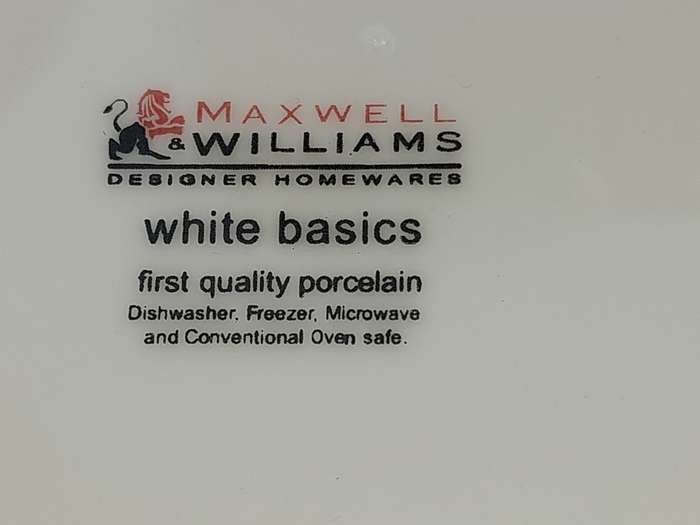 MAXWELL
& WILLIAMS
DESIGNER HOMEWARES
white basics
first quality porcelain
Dishwasher, Freezer, Microwave
and Conventional Oven safe.